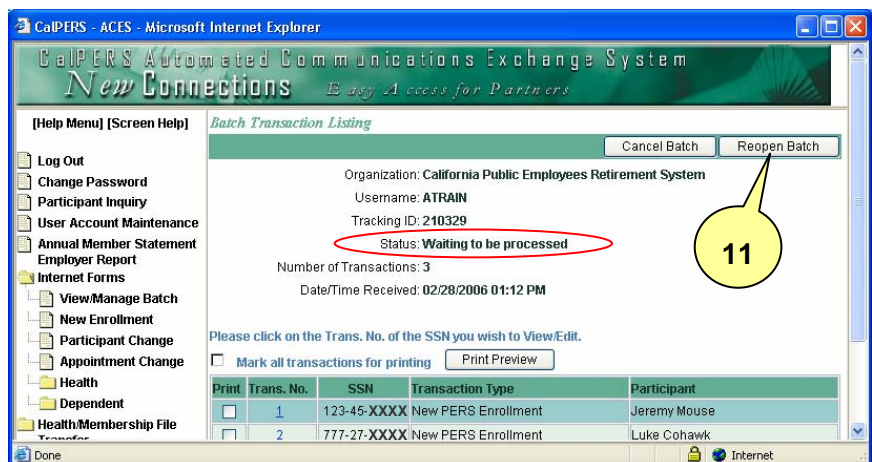 CalPERS - ACES - Microsoft Internet Explorer
CalPERS Automated Communications Exchange System
New Connections Easy Access for Partners
[Help Menu] [Screen Help]
Log Out
Change Password
Participant Inquiry
User Account Maintenance
Annual Member Statement
Employer Report
Internet Forms
View/Manage Batch
New Enrollment
Participant Change
Appointment Change
Health
Dependent
Health/Membership File
Transfer
Batch Transaction Listing
Cancel Batch Reopen Batch
Organization: California Public Employees Retirement System
Username: ATRAIN
Tracking ID: 210329
Status: Waiting to be processed
11
Number of Transactions: 3
Date/Time Received: 02/28/2006 01:12 PM
Please click on the Trans. No. of the SSN you wish to View/Edit.
Mark all transactions for printing Print Preview
Print Trans. No. SSN Transaction Type Participant
1 123-45-XXXX New PERS Enrollment Jeremy Mouse
2 777-27-XXXX New PERS Enrollment Luke Cohawk
Done Internet